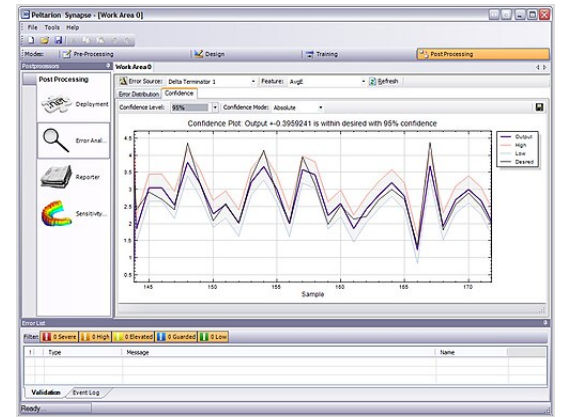 Peltarion Synapse - [Work Area 0]
File Tools Help
Modes: Pre-Processing Design Training Post Processing
Postprocessors Work Area 0
Post Processing
Error Source: Delta Terminator 1 Feature: AvgE Refresh
Error Distribution Confidence
Confidence Level: 95% Confidence Mode: Absolute
Deployment
Error Anal...
Reporter
Sensitivity...
Confidence Plot: Output +-0.3959241 is within desired with 95% confidence
Output
High
Low
Desired
4.5
4
3.5
3
2.5
2
1.5
1
0.5
145 150 155 160 165 170
Sample
Error List
Filter: 0 Severe 0 High 0 Elevated 0 Guarded 0 Low
! Type Message Name
Validation Event Log
Ready...